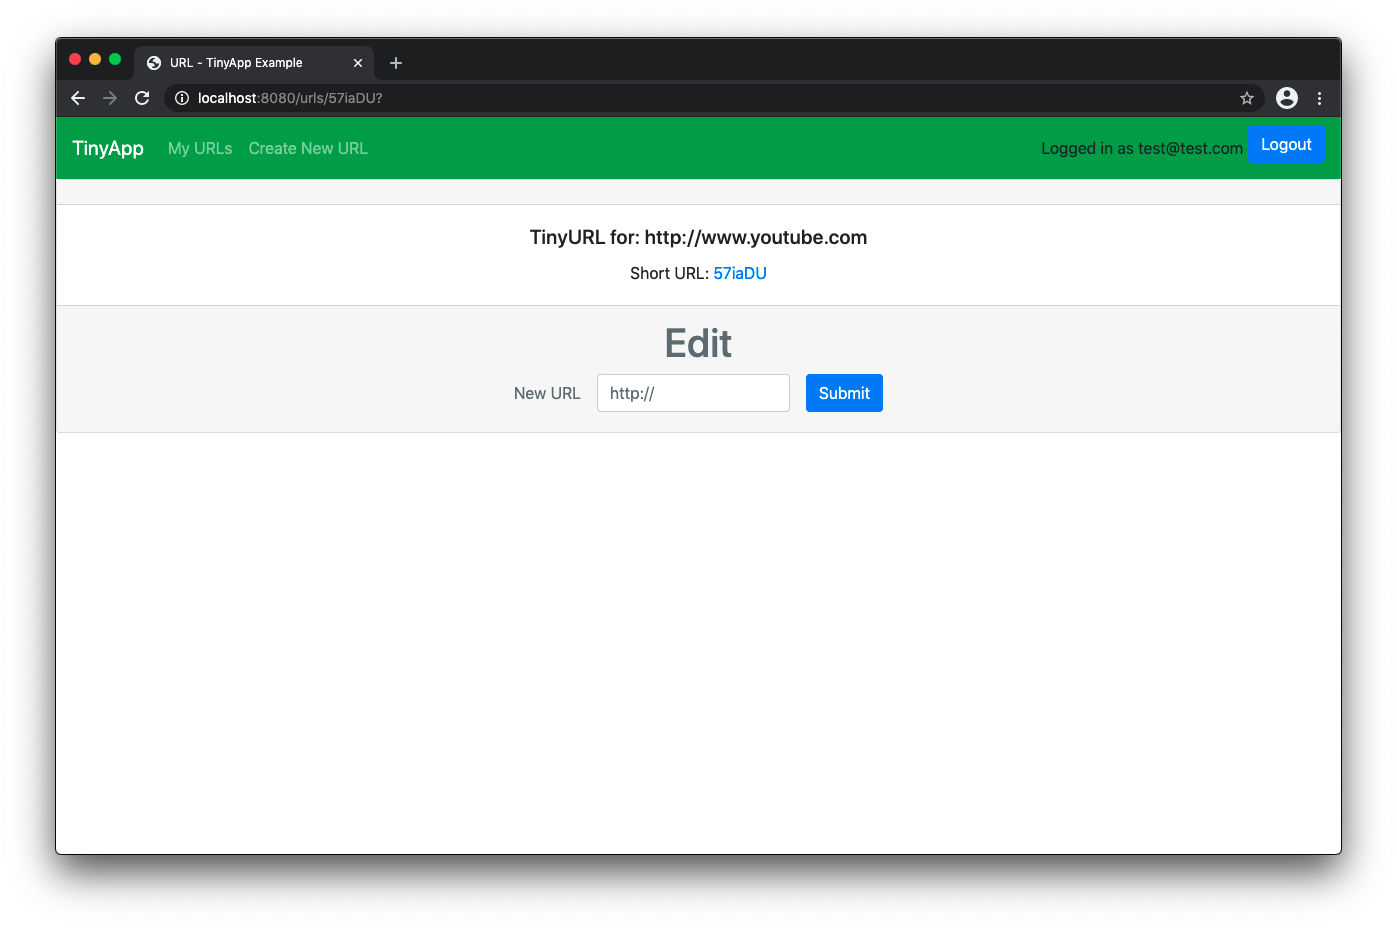 URL - TinyApp Example
localhost:8080/urls/57iaDU?
TinyApp My URLs Create New URL Logged in as test@test.com Logout
TinyURL for: http://www.youtube.com
Short URL: 57iaDU
Edit
New URL http:// Submit